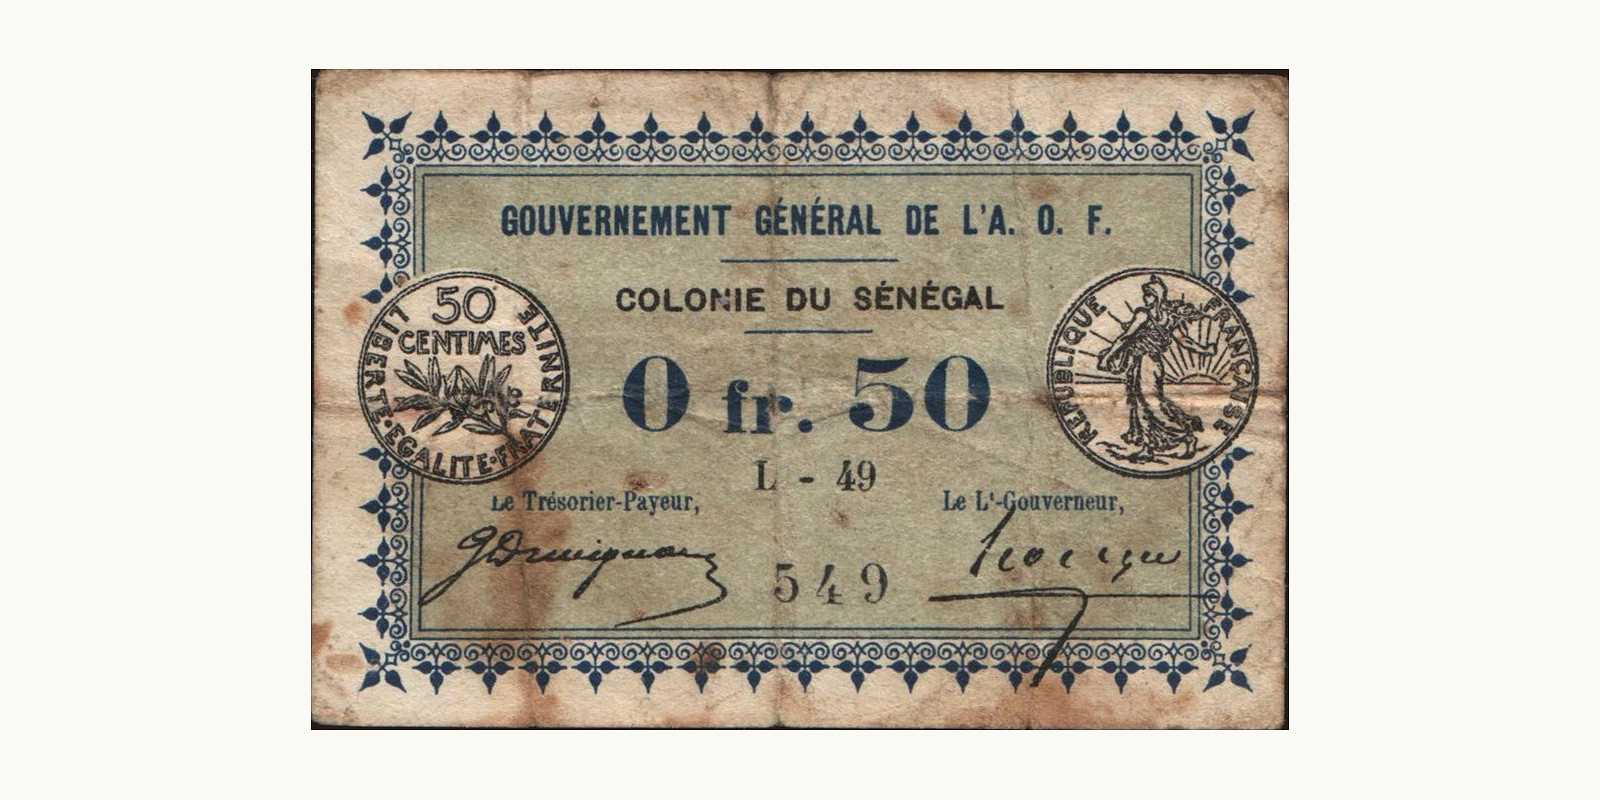 GOUVERNEMENT GÉNÉRAL DE L'A. O. F.
COLONIE DU SÉNÉGAL
50
CENTIMES
LIBERTE·EGALITE·FRATERNITE
REPUBLIQUE FRANÇAISE
0 fr. 50
L - 49
Le Trésorier-Payeur,
Le Lt-Gouverneur,
549